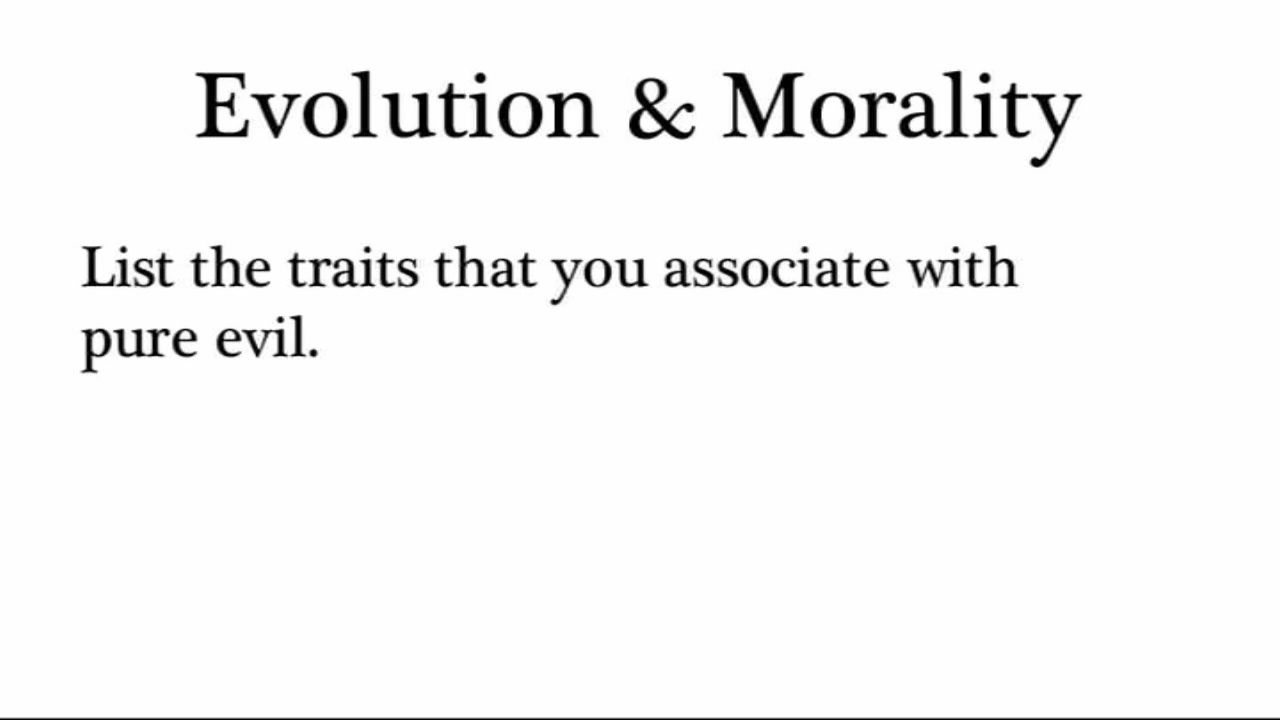 Evolution & Morality
List the traits that you associate with
pure evil.